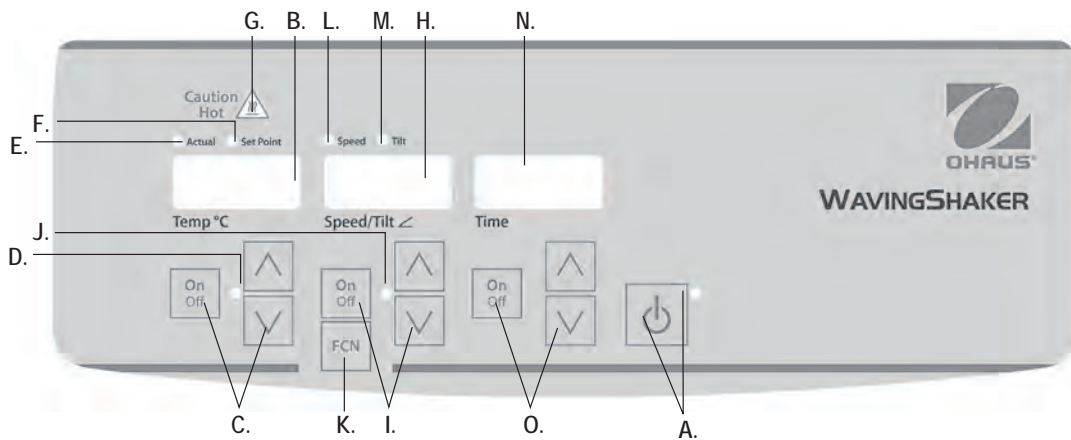 G. B. L. M. H. N.
Caution
Hot
F.
E.
Actual Set Point Speed Tilt
OHAUS®
WAVINGSHAKER
Temp °C Speed/Tilt ∠ Time
J.
D.
On
Off
On
Off
On
Off
FCN
C. K. I. O. A.